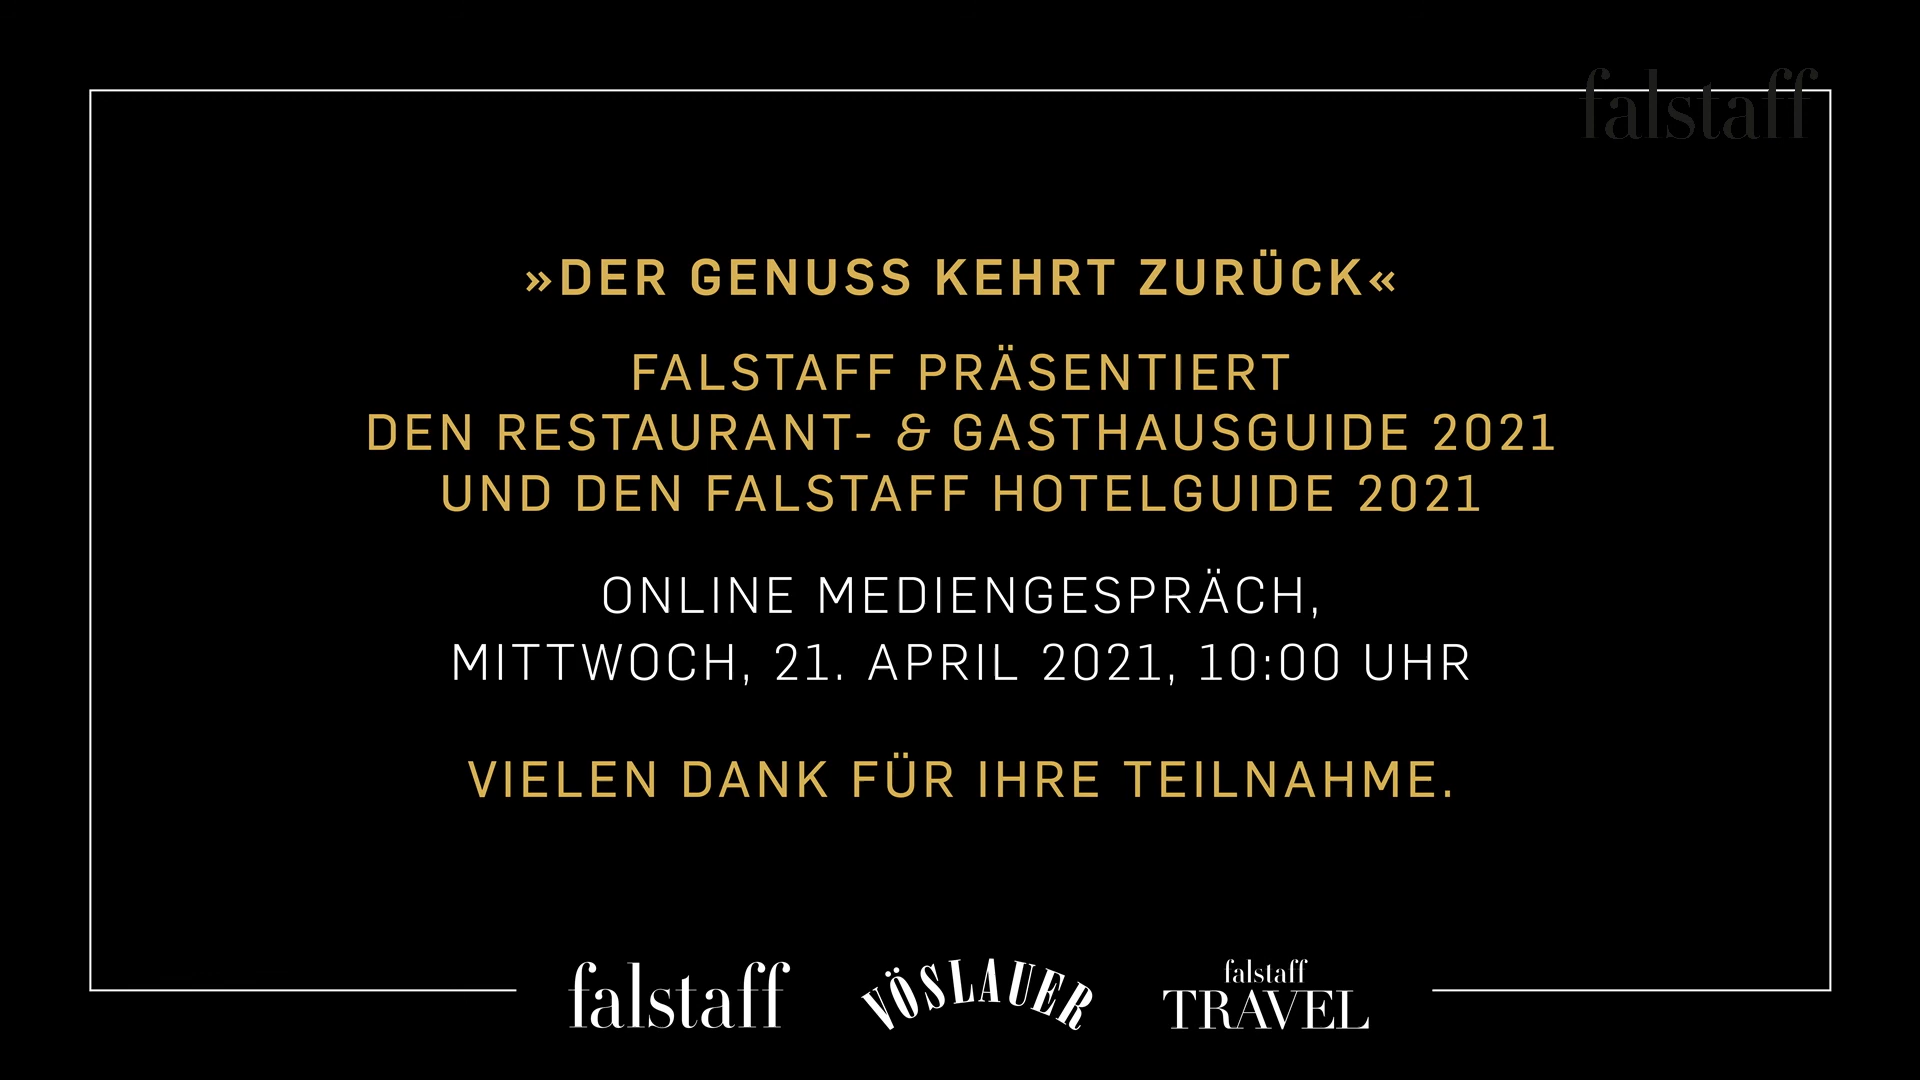 falstaff
»DER GENUSS KEHRT ZURÜCK«
FALSTAFF PRÄSENTIERT
DEN RESTAURANT- & GASTHAUSGUIDE 2021
UND DEN FALSTAFF HOTELGUIDE 2021
ONLINE MEDIENGESPRÄCH,
MITTWOCH, 21. APRIL 2021, 10:00 UHR
VIELEN DANK FÜR IHRE TEILNAHME.
falstaff
VÖSLAUER
falstaff
TRAVEL